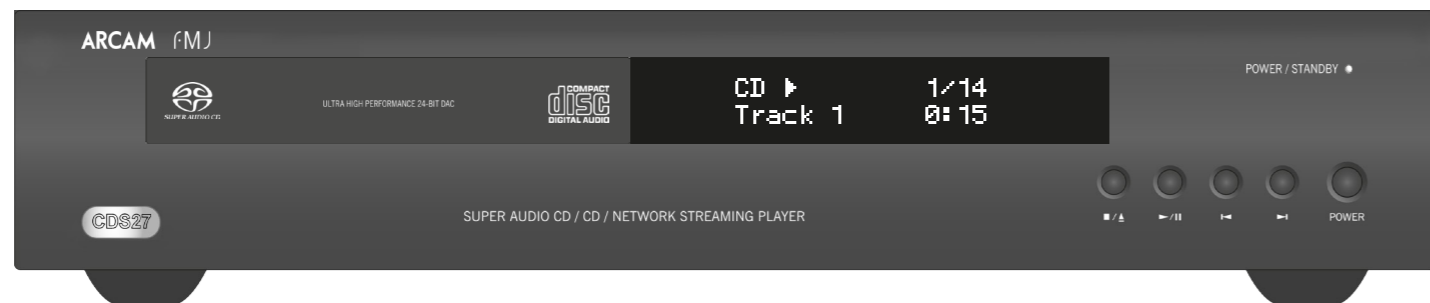 ARCAM FMJ
POWER / STANDBY
SUPER AUDIO CD
ULTRA HIGH PERFORMANCE 24-BIT DAC
COMPACT
disc
DIGITAL AUDIO
CD 1/14
Track 1 0:15
CDS27
SUPER AUDIO CD / CD / NETWORK STREAMING PLAYER
POWER